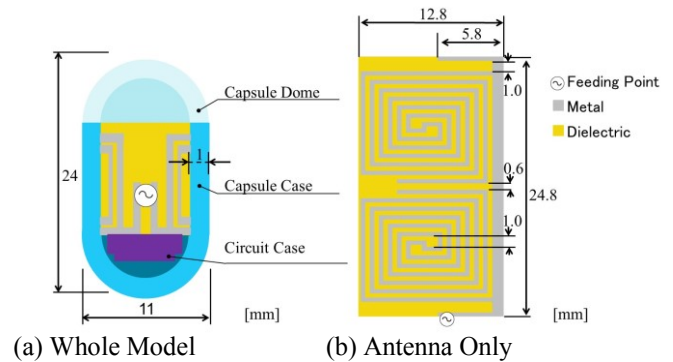 24
1
11
[mm]
Capsule Dome
Capsule Case
Circuit Case
(a) Whole Model
12.8
5.8
1.0
0.6
24.8
1.0
[mm]
Feeding Point
Metal
Dielectric
(b) Antenna Only